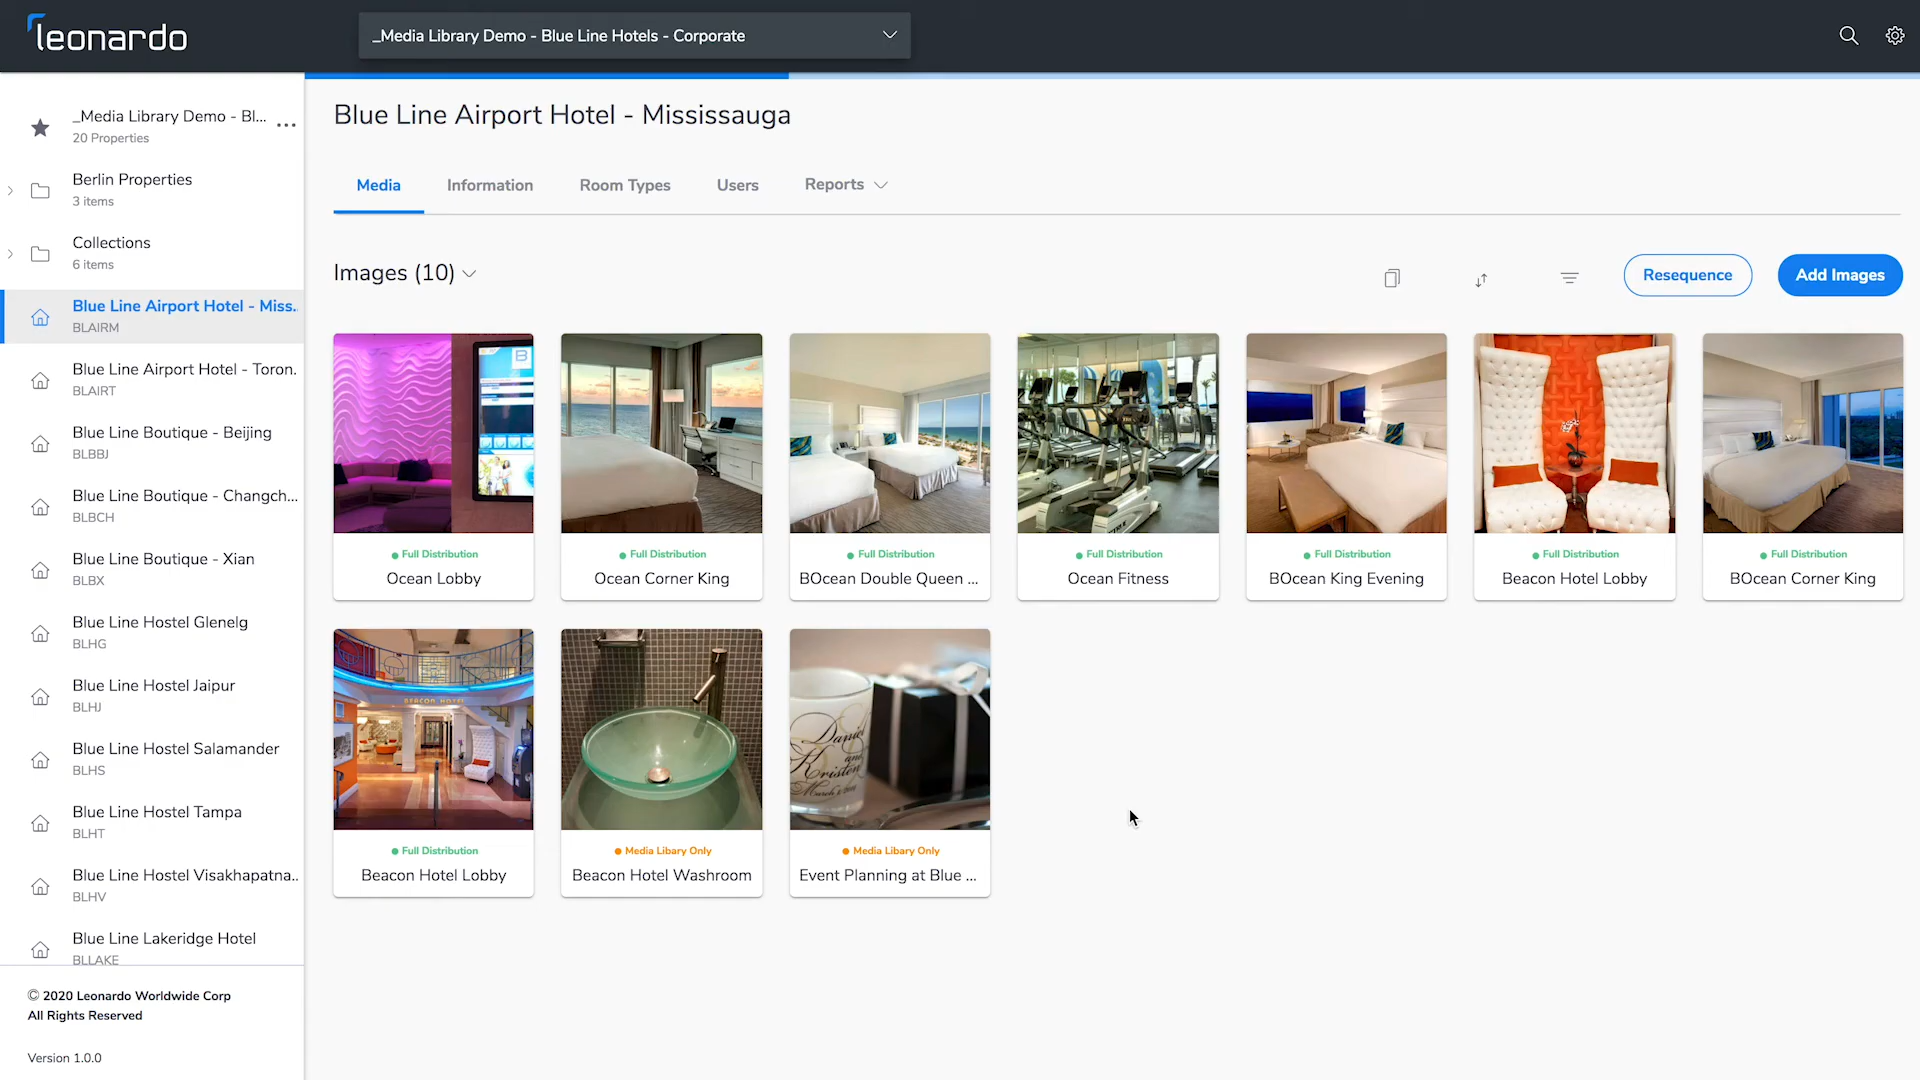 leonardo
_Media Library Demo - Blue Line Hotels - Corporate
_Media Library Demo - Bl...
20 Properties
Berlin Properties
3 items
Collections
6 items
Blue Line Airport Hotel - Miss..
BLAIRM
Blue Line Airport Hotel - Toron.
BLAIRT
Blue Line Boutique - Beijing
BLBBJ
Blue Line Boutique - Changch...
BLBCH
Blue Line Boutique - Xian
BLBX
Blue Line Hostel Glenelg
BLHG
Blue Line Hostel Jaipur
BLHJ
Blue Line Hostel Salamander
BLHS
Blue Line Hostel Tampa
BLHT
Blue Line Hostel Visakhapatna..
BLHV
Blue Line Lakeridge Hotel
BLLAKE
© 2020 Leonardo Worldwide Corp
All Rights Reserved
Version 1.0.0
Blue Line Airport Hotel - Mississauga
Media Information Room Types Users Reports
Images (10)
Resequence
Add Images
Full Distribution
Ocean Lobby
Full Distribution
Ocean Corner King
Full Distribution
BOcean Double Queen ...
Full Distribution
Ocean Fitness
Full Distribution
BOcean King Evening
Full Distribution
Beacon Hotel Lobby
Full Distribution
BOcean Corner King
BEACON HOTEL
Full Distribution
Beacon Hotel Lobby
Media Libary Only
Beacon Hotel Washroom
Daniel
and
Kristen
Media Libary Only
Event Planning at Blue ...